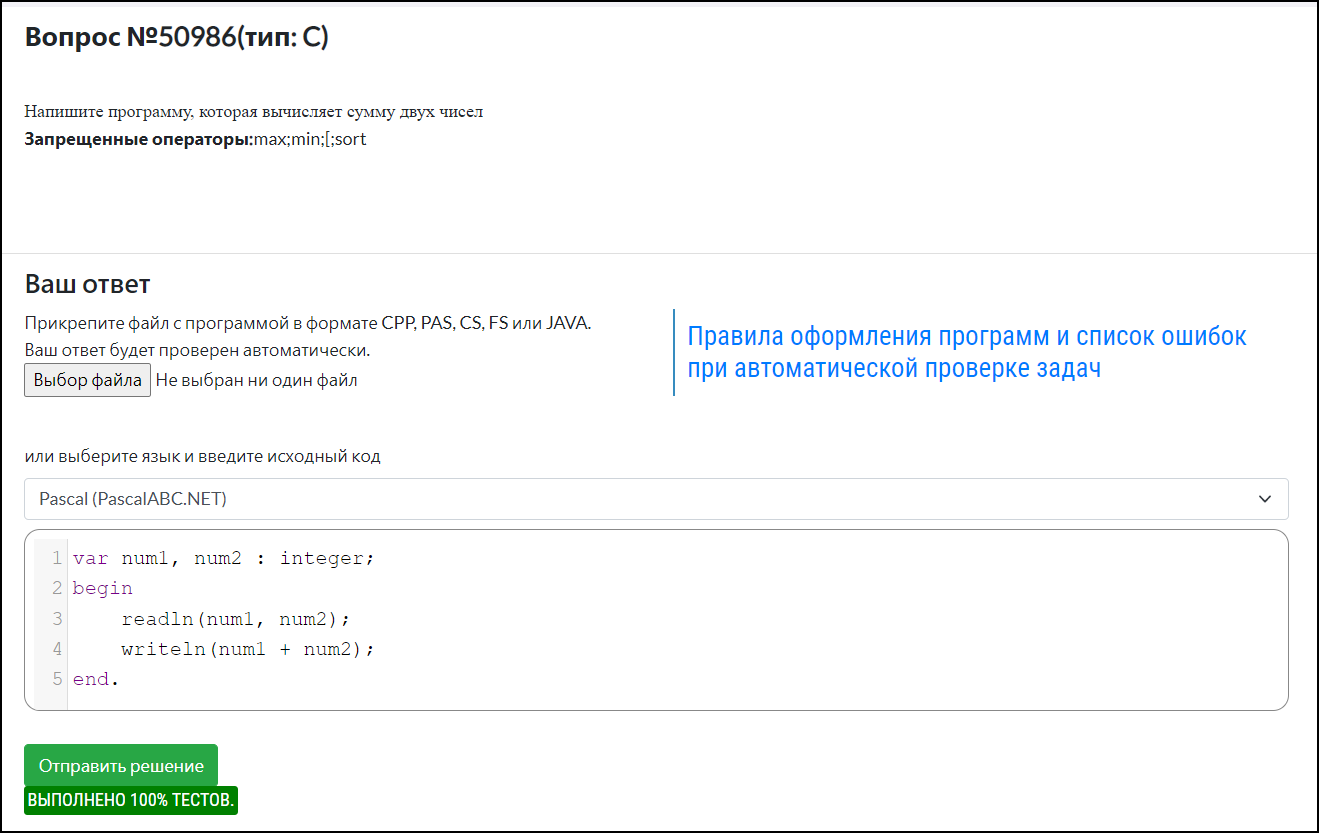 Вопрос №50986(тип: C)
Напишите программу, которая вычисляет сумму двух чисел
Запрещенные операторы:max;min;[;sort
Ваш ответ
Прикрепите файл с программой в формате CPP, PAS, CS, FS или JAVA.
Ваш ответ будет проверен автоматически.
Выбор файла Не выбран ни один файл
Правила оформления программ и список ошибок
при автоматической проверке задач
или выберите язык и введите исходный код
Pascal (PascalABC.NET)
1 var num1, num2 : integer;
2 begin
3     readln(num1, num2);
4     writeln(num1 + num2);
5 end.
Отправить решение
ВЫПОЛНЕНО 100% ТЕСТОВ.